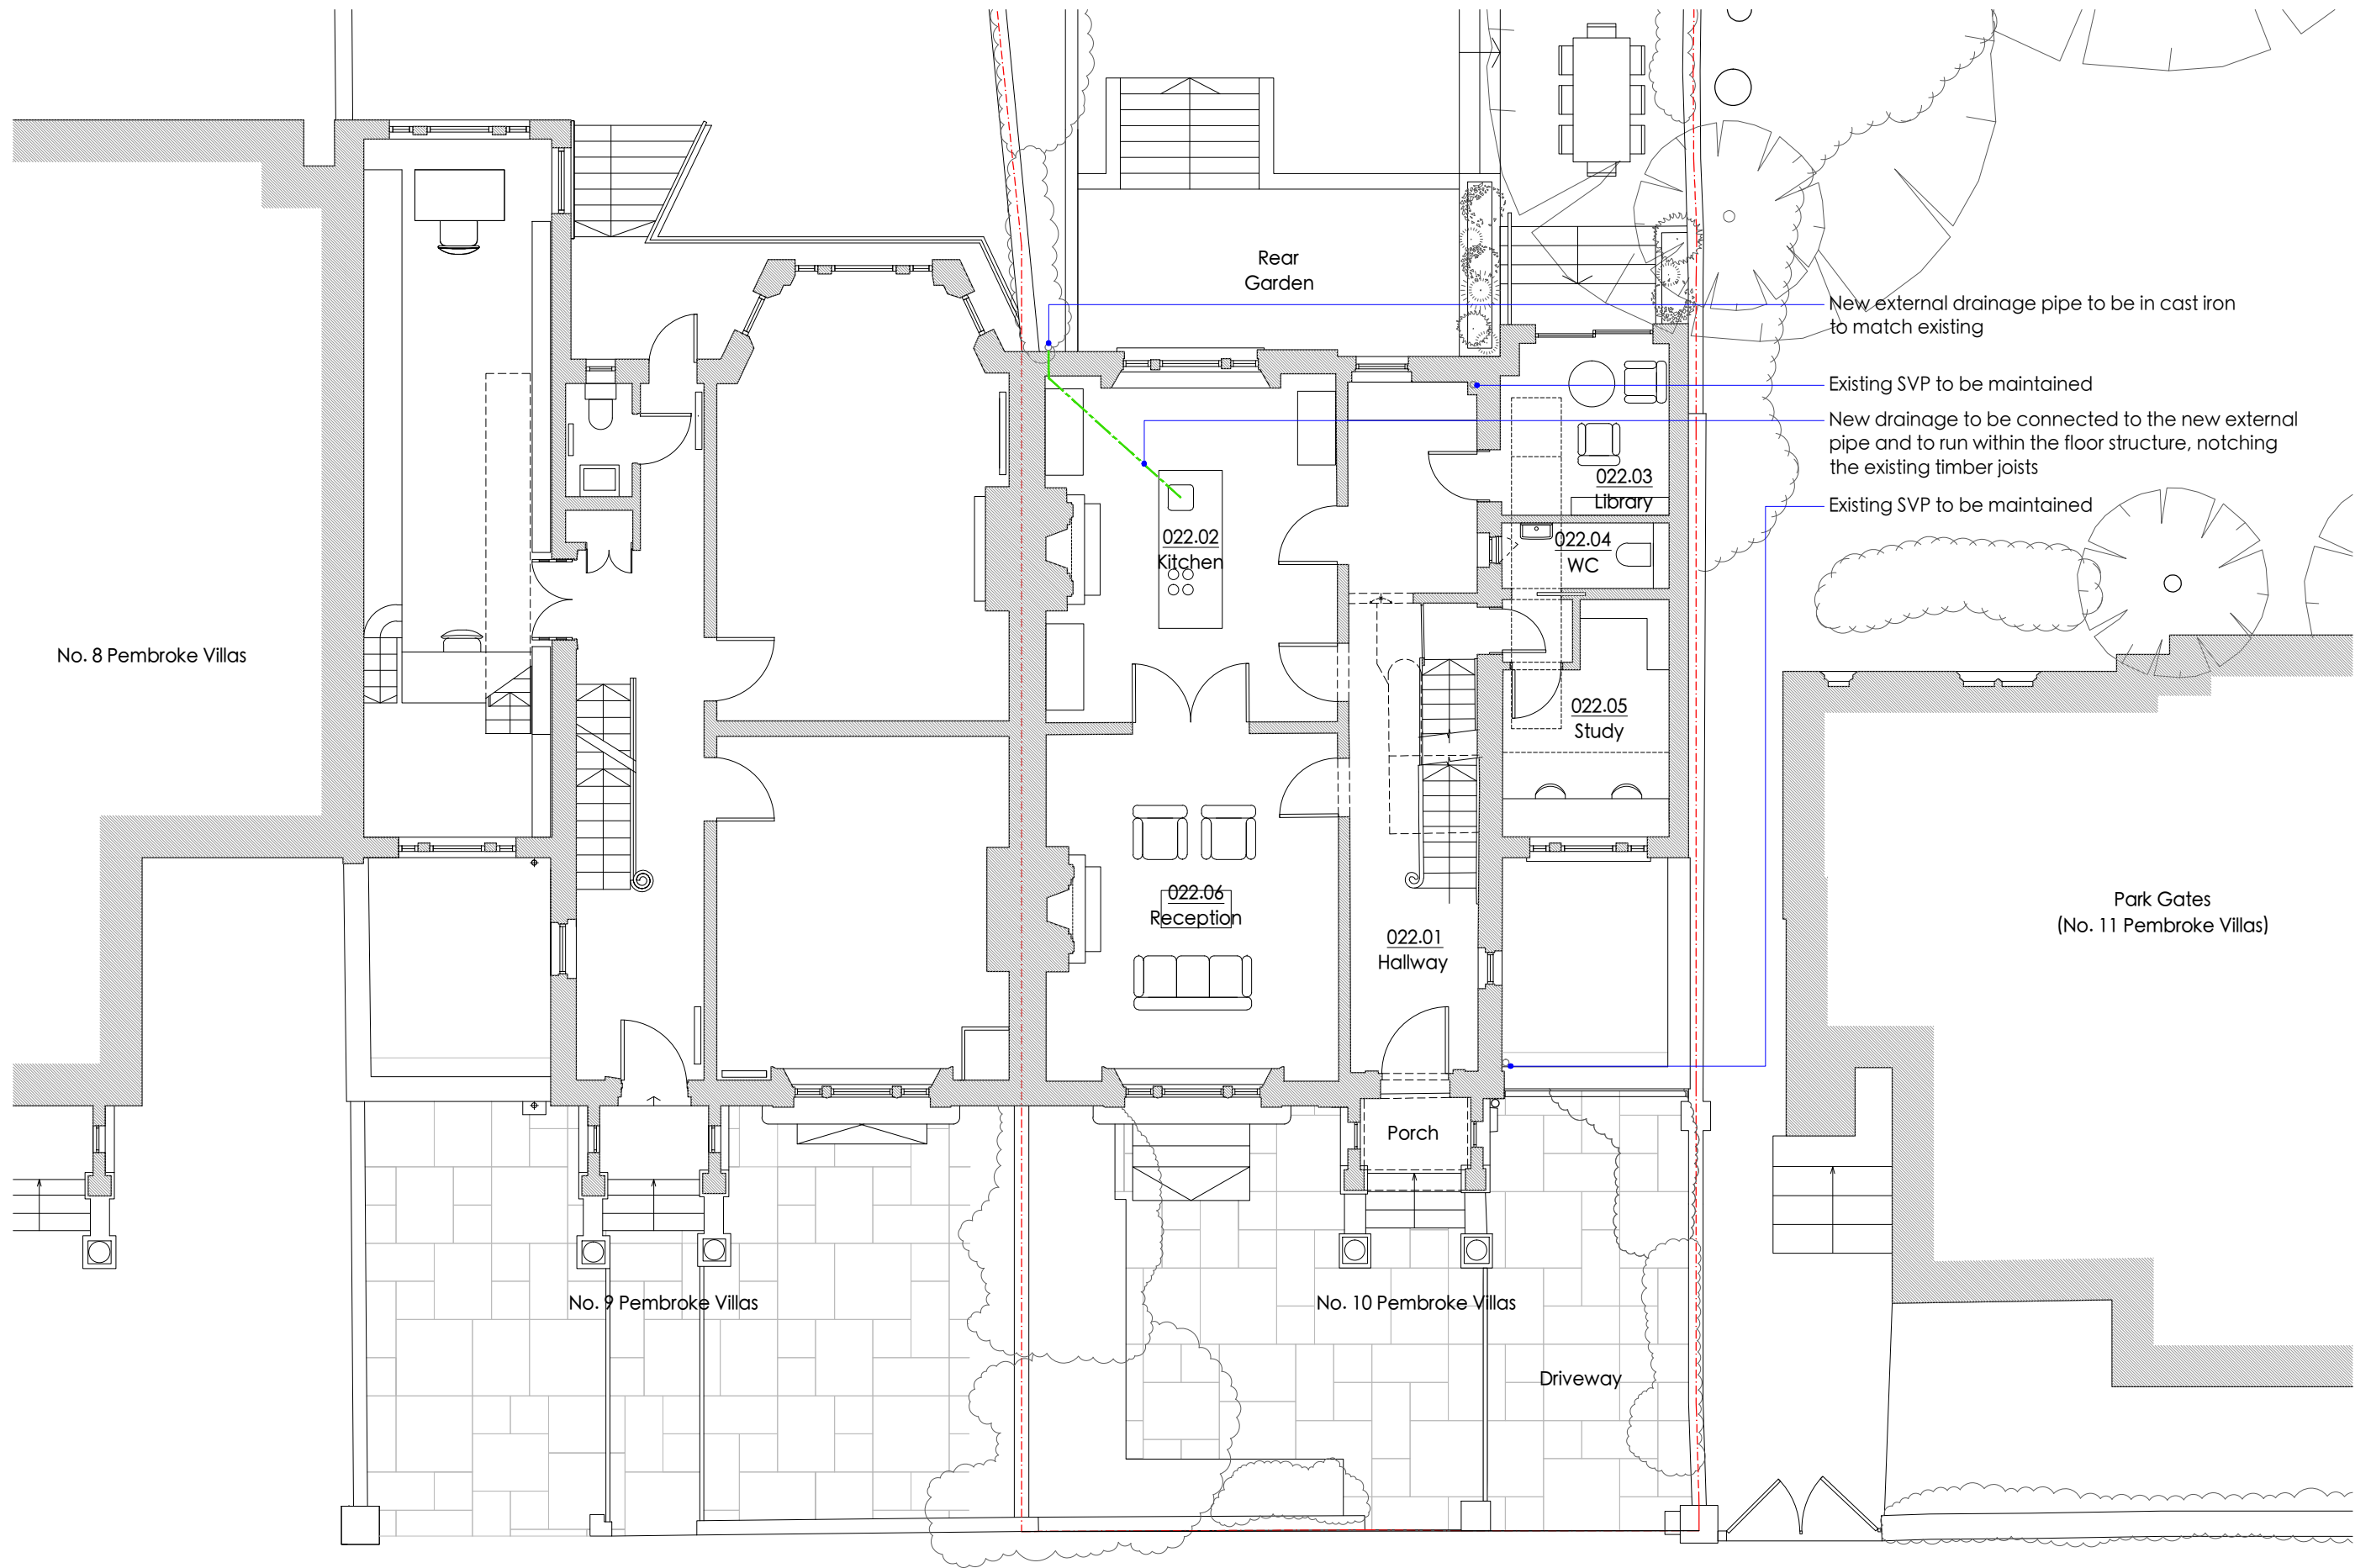 Rear
Garden
New external drainage pipe to be in cast iron
to match existing
Existing SVP to be maintained
New drainage to be connected to the new external
pipe and to run within the floor structure, notching
the existing timber joists
Existing SVP to be maintained
022.03
Library
022.02
Kitchen
022.04
WC
No. 8 Pembroke Villas
022.05
Study
022.06
Reception
022.01
Hallway
Park Gates
(No. 11 Pembroke Villas)
Porch
No. 9 Pembroke Villas
No. 10 Pembroke Villas
Driveway